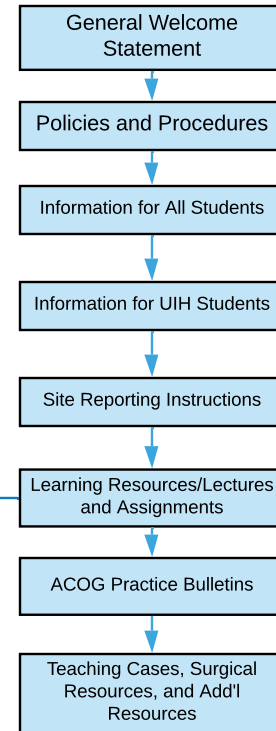 General Welcome
Statement
Policies and Procedures
Information for All Students
Information for UIH Students
Site Reporting Instructions
Learning Resources/Lectures
and Assignments
ACOG Practice Bulletins
Teaching Cases, Surgical
Resources, and Add'l
Resources